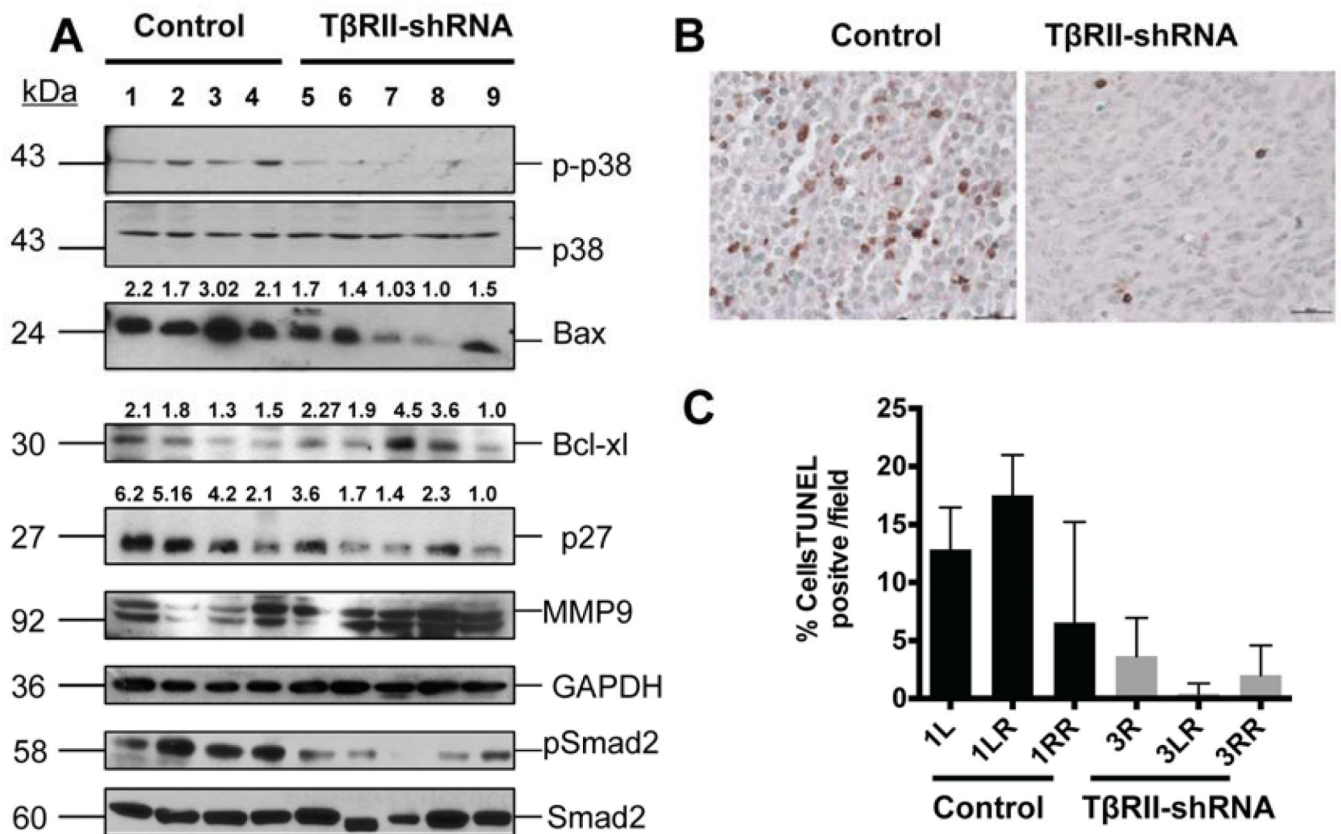 A
Control TβRII-shRNA
kDa
1 2 3 4 5 6 7 8 9
43 p-p38
43 p38
2.2 1.7 3.02 2.1 1.7 1.4 1.03 1.0 1.5
24 Bax
2.1 1.8 1.3 1.5 2.27 1.9 4.5 3.6 1.0
30 Bcl-xl
6.2 5.16 4.2 2.1 3.6 1.7 1.4 2.3 1.0
27 p27
92 MMP9
36 GAPDH
58 pSmad2
60 Smad2
B
Control TβRII-shRNA
C
% CellsTUNEL
positve /field
25
20
15
10
5
0
1L 1LR 1RR 3R 3LR 3RR
Control TβRII-shRNA